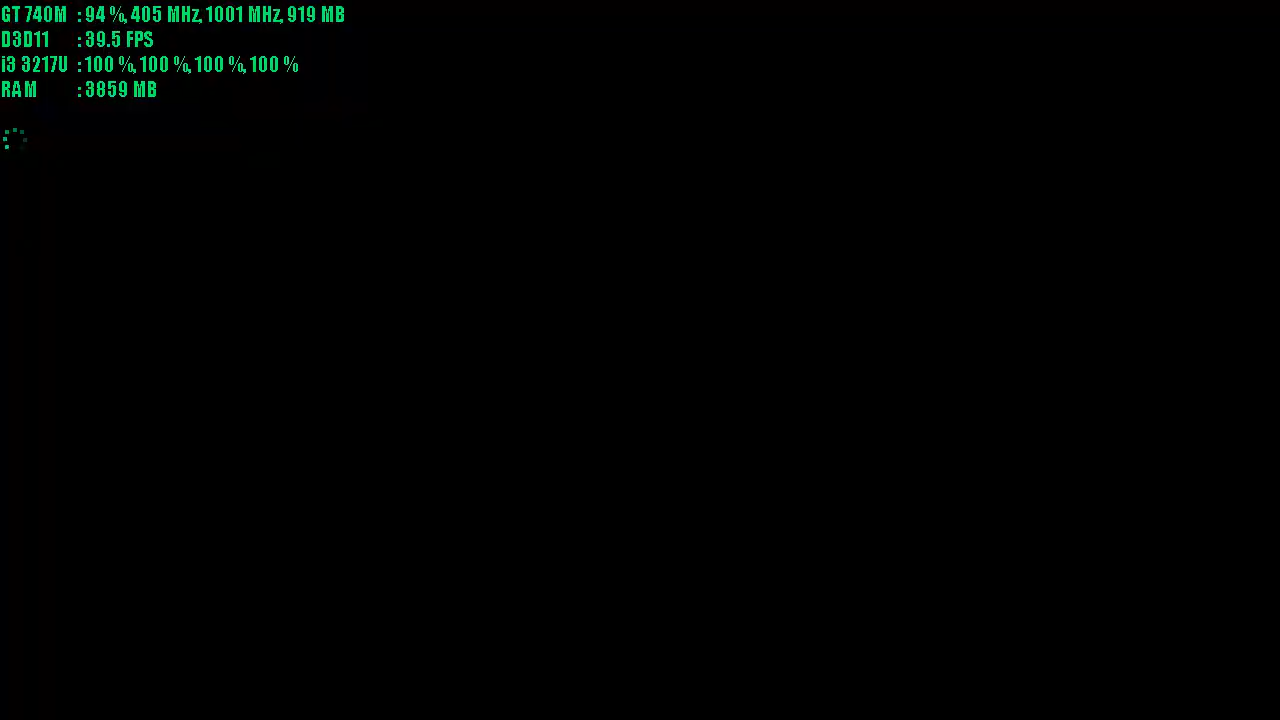 GT 740M : 94 %, 405 MHz, 1001 MHz, 919 MB
D3D11 : 39.5 FPS
i3 3217U : 100 %, 100 %, 100 %, 100 %
RAM : 3859 MB